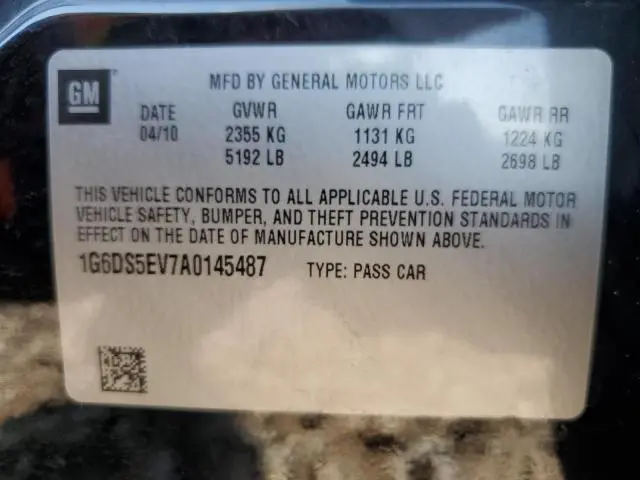 GM® MFD BY GENERAL MOTORS LLC
DATE GVWR GAWR FRT GAWR RR
04/10 2355 KG 1131 KG 1224 KG
5192 LB 2494 LB 2698 LB
THIS VEHICLE CONFORMS TO ALL APPLICABLE U.S. FEDERAL MOTOR
VEHICLE SAFETY, BUMPER, AND THEFT PREVENTION STANDARDS IN
EFFECT ON THE DATE OF MANUFACTURE SHOWN ABOVE.
1G6DS5EV7A0145487 TYPE: PASS CAR